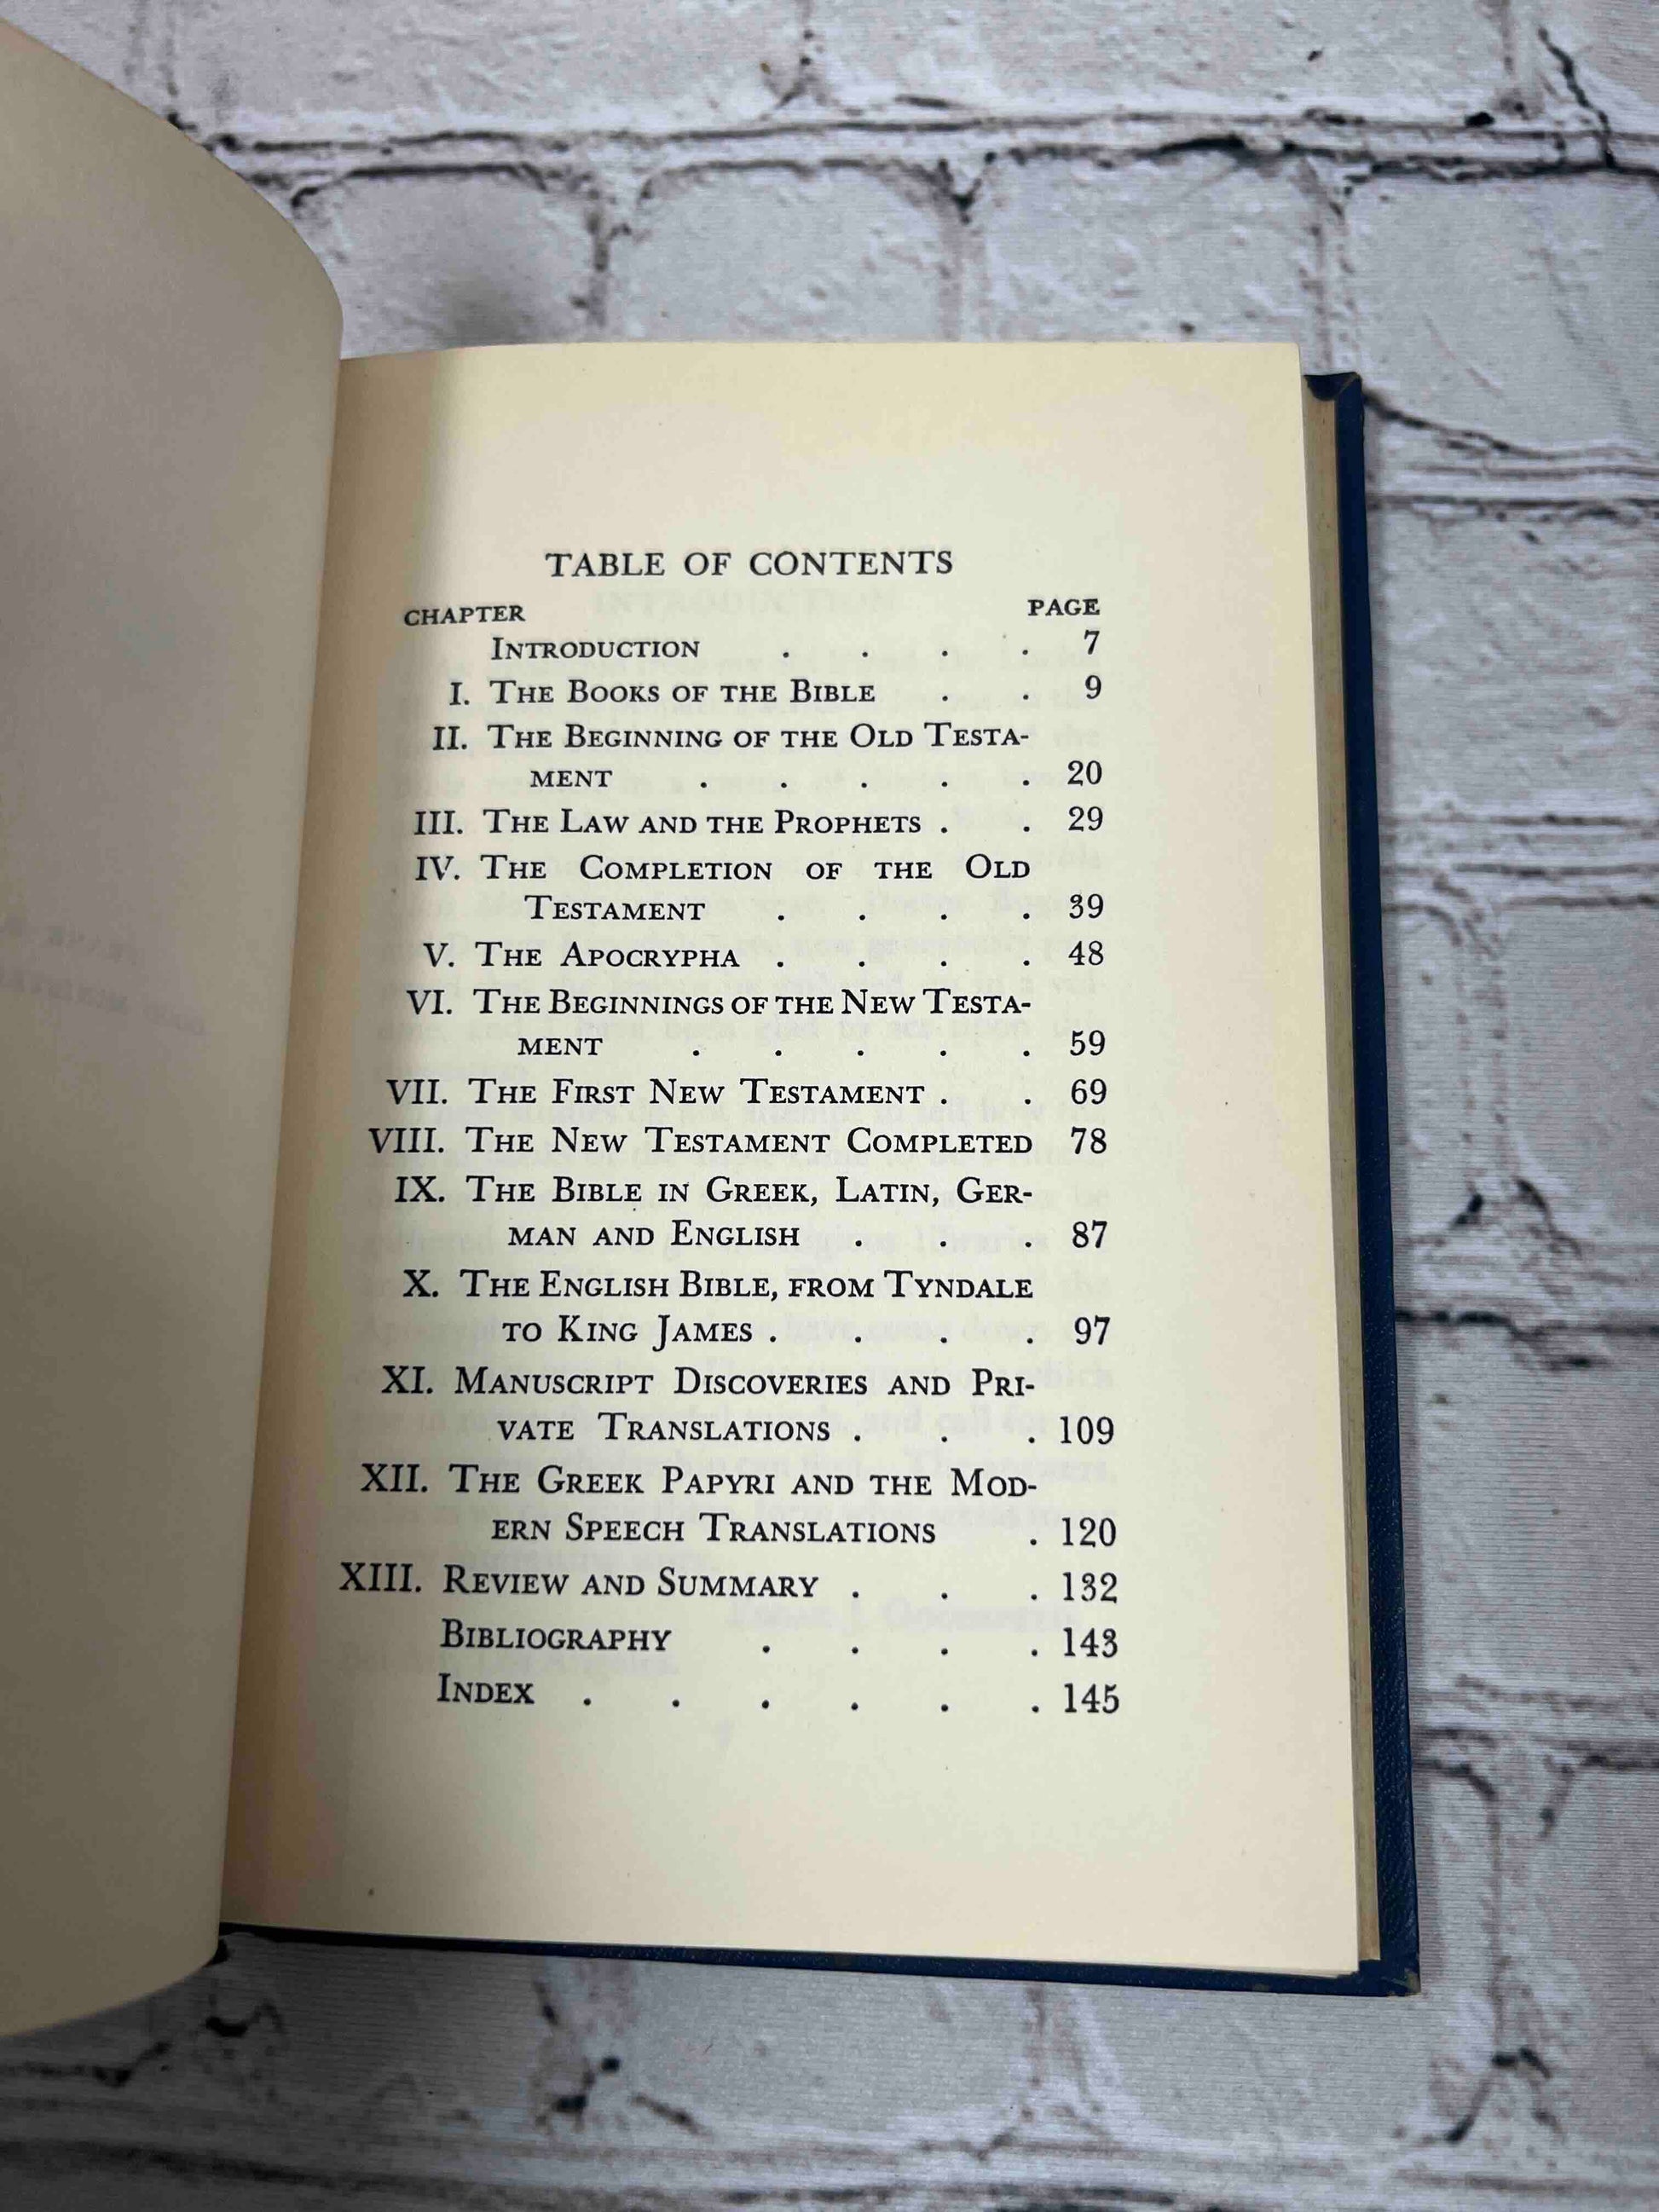 TABLE OF CONTENTS
CHAPTER PAGE
INTRODUCTION . . . . 7
I. THE BOOKS OF THE BIBLE . . 9
II. THE BEGINNING OF THE OLD TESTA-
MENT . . . . . 20
III. THE LAW AND THE PROPHETS . . 29
IV. THE COMPLETION OF THE OLD
TESTAMENT . . . . 39
V. THE APOCRYPHA . . . . 48
VI. THE BEGINNINGS OF THE NEW TESTA-
MENT . . . . . 59
VII. THE FIRST NEW TESTAMENT . . 69
VIII. THE NEW TESTAMENT COMPLETED 78
IX. THE BIBLE IN GREEK, LATIN, GER-
MAN AND ENGLISH . . . 87
X. THE ENGLISH BIBLE, FROM TYNDALE
TO KING JAMES . . . . 97
XI. MANUSCRIPT DISCOVERIES AND PRI-
VATE TRANSLATIONS . . . 109
XII. THE GREEK PAPYRI AND THE MOD-
ERN SPEECH TRANSLATIONS . 120
XIII. REVIEW AND SUMMARY . . . 132
BIBLIOGRAPHY . . . . 143
INDEX . . . . . . 145